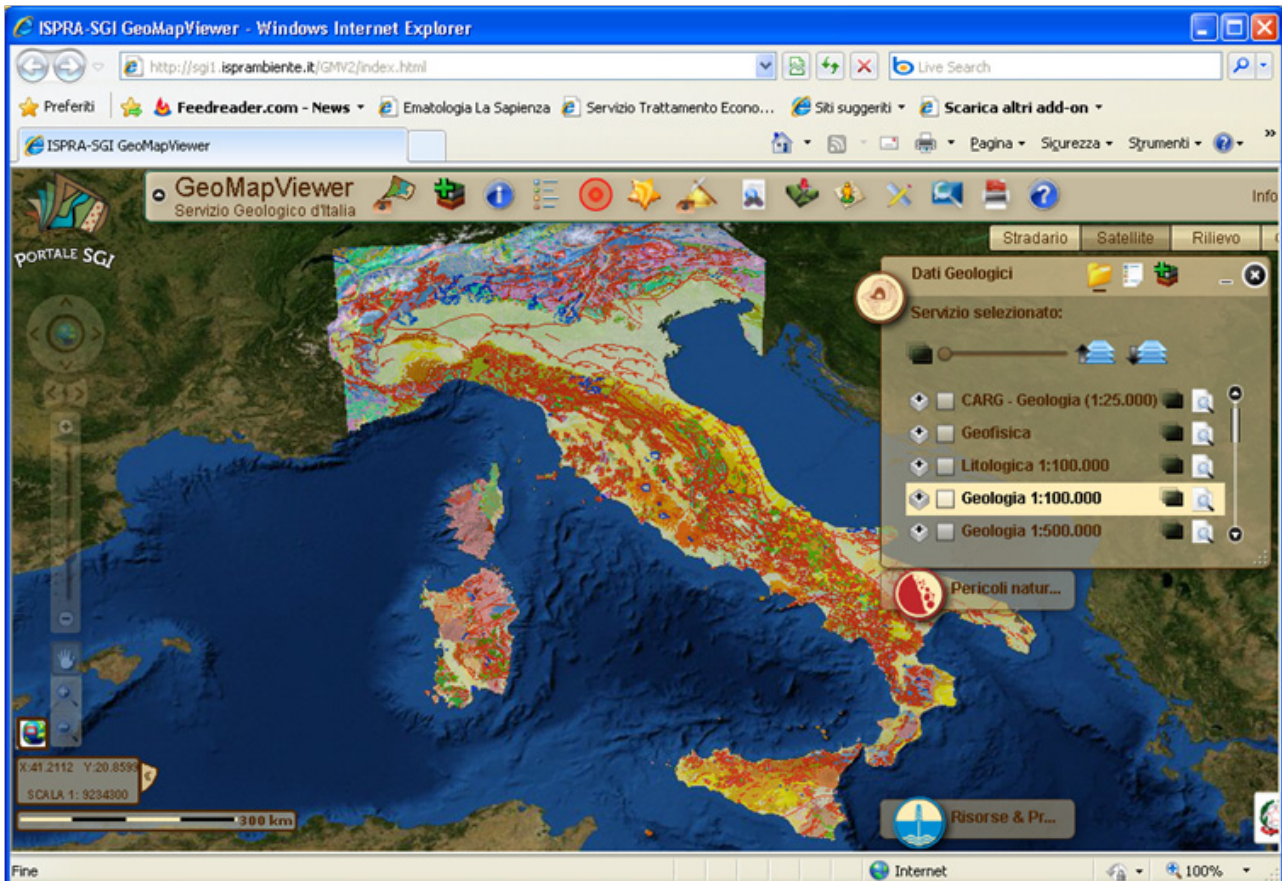 ISPRA-SGI GeoMapViewer - Windows Internet Explorer
http://sgi1.isprambiente.it/GMV2/index.html
Live Search
Preferiti
Feedreader.com - News
Ematologia La Sapienza
Servizio Trattamento Econo...
Siti suggeriti
Scarica altri add-on
ISPRA-SGI GeoMapViewer
Pagina
Sicurezza
Strumenti
»
GeoMapViewer
Servizio Geologico d'Italia
Info
PORTALE SGI
Stradario
Satellite
Rilievo
Dati Geologici
Servizio selezionato:
CARG - Geologia (1:25.000)
Geofisica
Litologica 1:100.000
Geologia 1:100.000
Geologia 1:500.000
Pericoli natur...
Risorse & Pr...
X:41.2112 Y:20.8599
SCALA 1: 9234300
300 km
Fine
Internet
100%